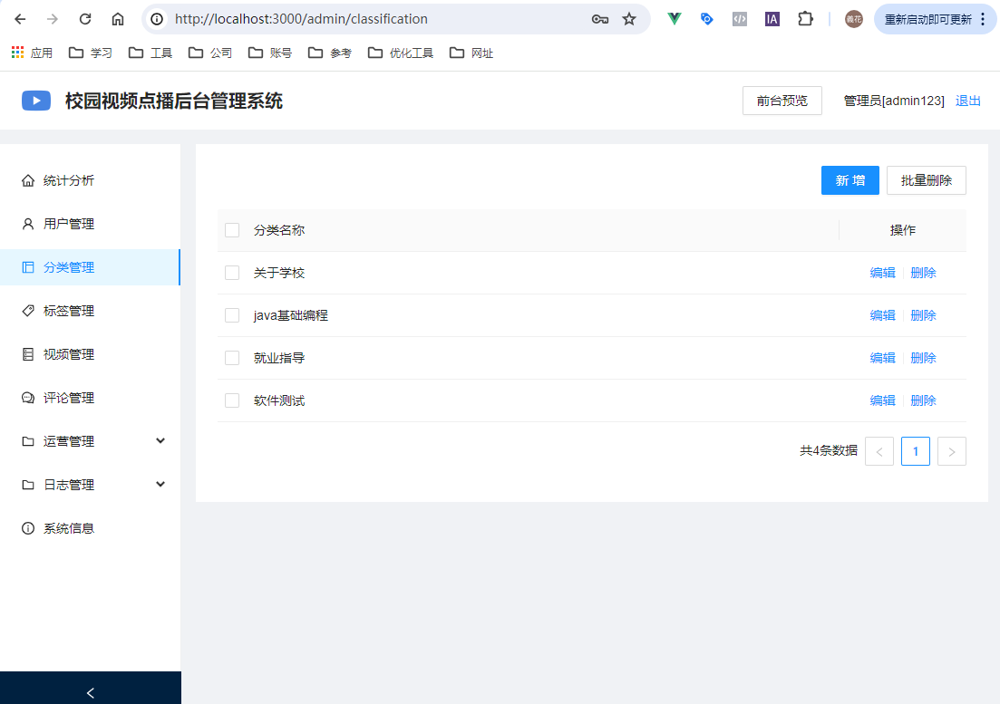 http://localhost:3000/admin/classification
IA
義花
重新启动即可更新
应用 学习 工具 公司 账号 参考 优化工具 网址
校园视频点播后台管理系统
前台预览 管理员[admin123] 退出
统计分析
用户管理
分类管理
标签管理
视频管理
评论管理
运营管理
日志管理
系统信息
新 增 批量删除
分类名称 操作
关于学校 编辑 删除
java基础编程 编辑 删除
就业指导 编辑 删除
软件测试 编辑 删除
共4条数据 < 1 >